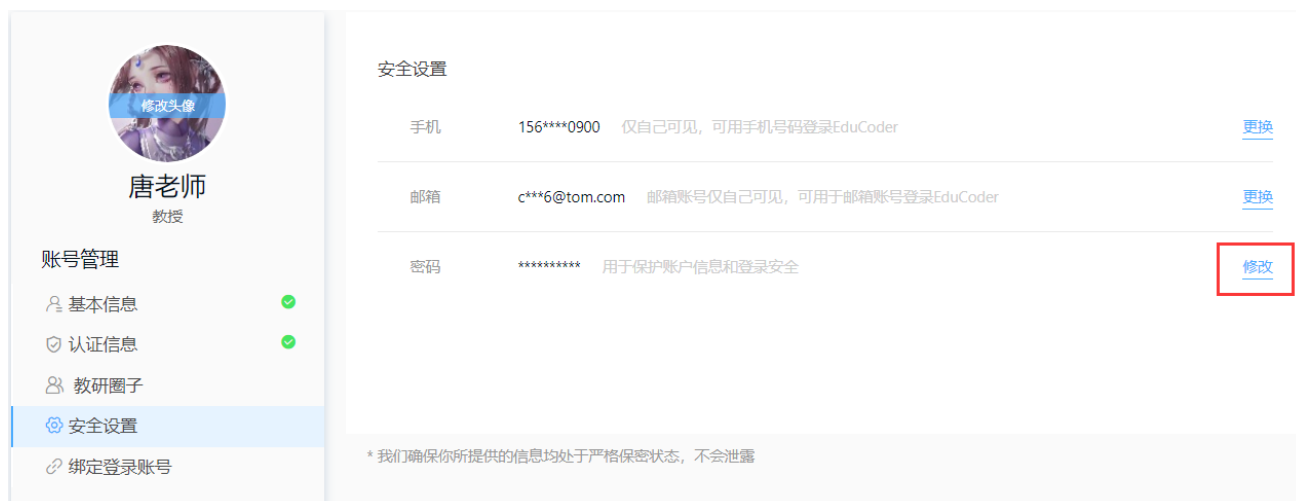 修改头像
唐老师
教授
账号管理
基本信息
认证信息
教研圈子
安全设置
绑定登录账号
安全设置
手机 156****0900 仅自己可见，可用手机号码登录EduCoder 更换
邮箱 c***6@tom.com 邮箱账号仅自己可见，可用于邮箱账号登录EduCoder 更换
密码 ********** 用于保护账户信息和登录安全 修改
* 我们确保你所提供的信息均处于严格保密状态，不会泄露